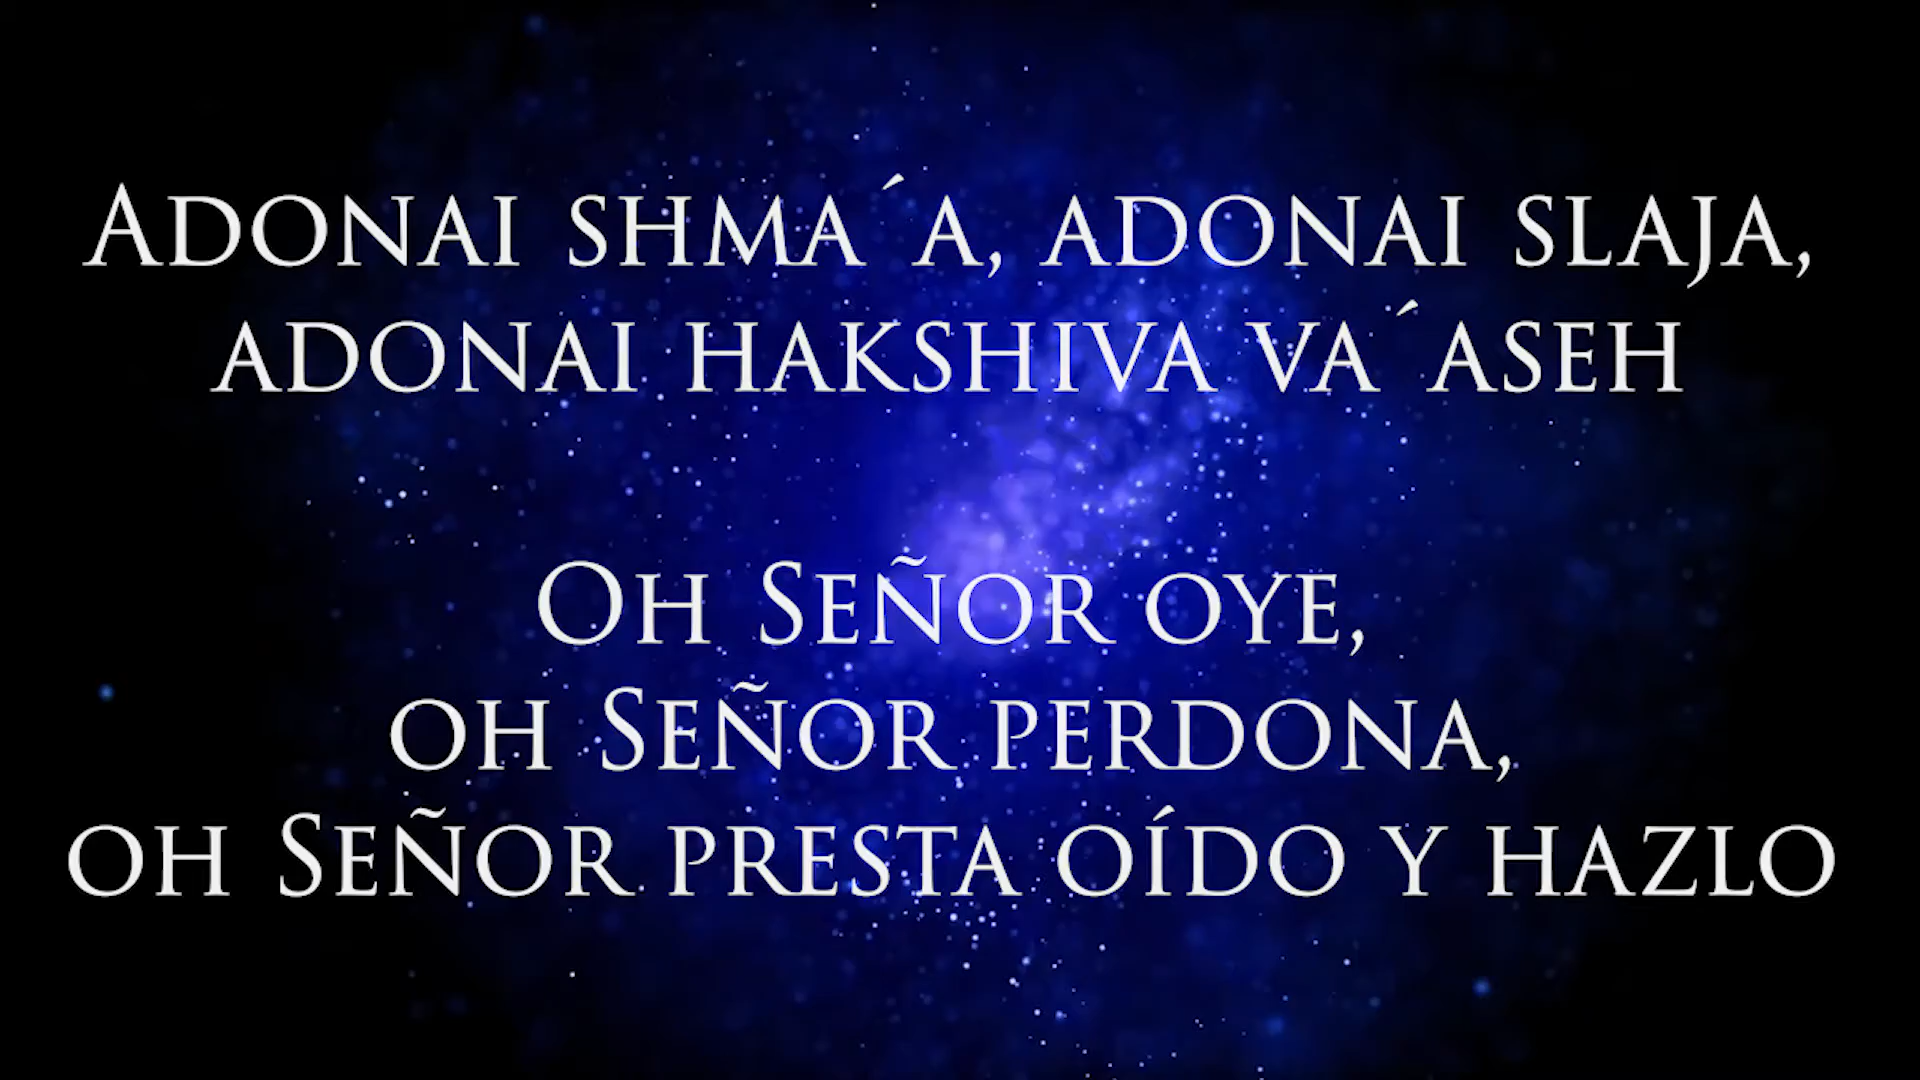 Adonai shma´a, adonai slaja,
adonai hakshiva va´aseh
Oh Señor oye,
oh Señor perdona,
oh Señor presta oído y hazlo